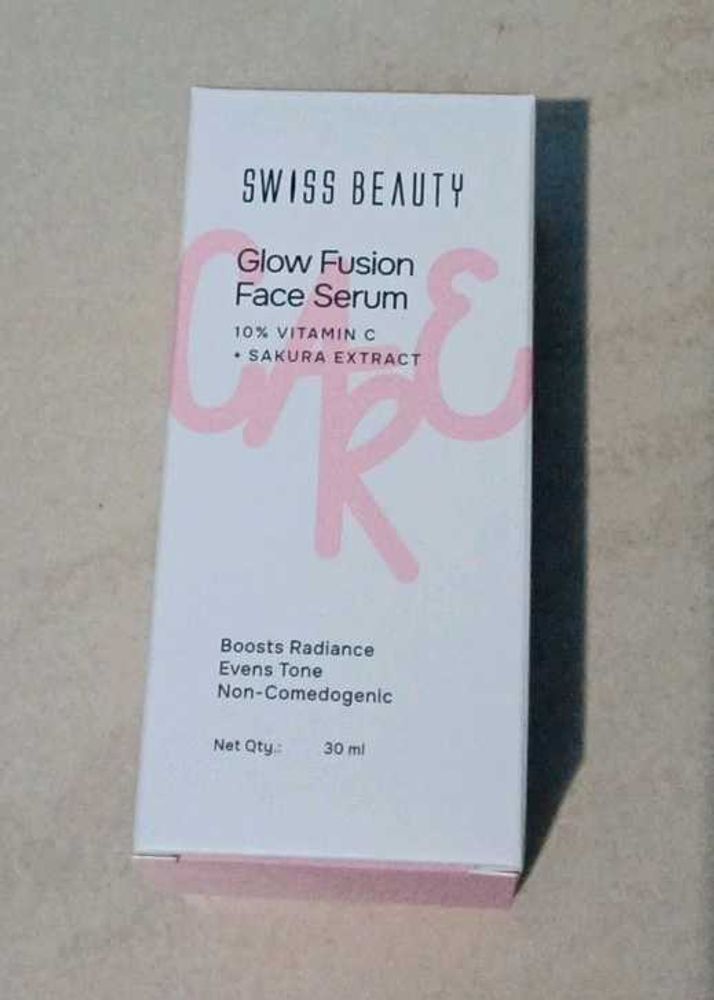 SWISS BEAUTY
CARE
Glow Fusion
Face Serum
10% VITAMIN C
+ SAKURA EXTRACT
Boosts Radiance
Evens Tone
Non-Comedogenic
Net Qty.: 30 ml